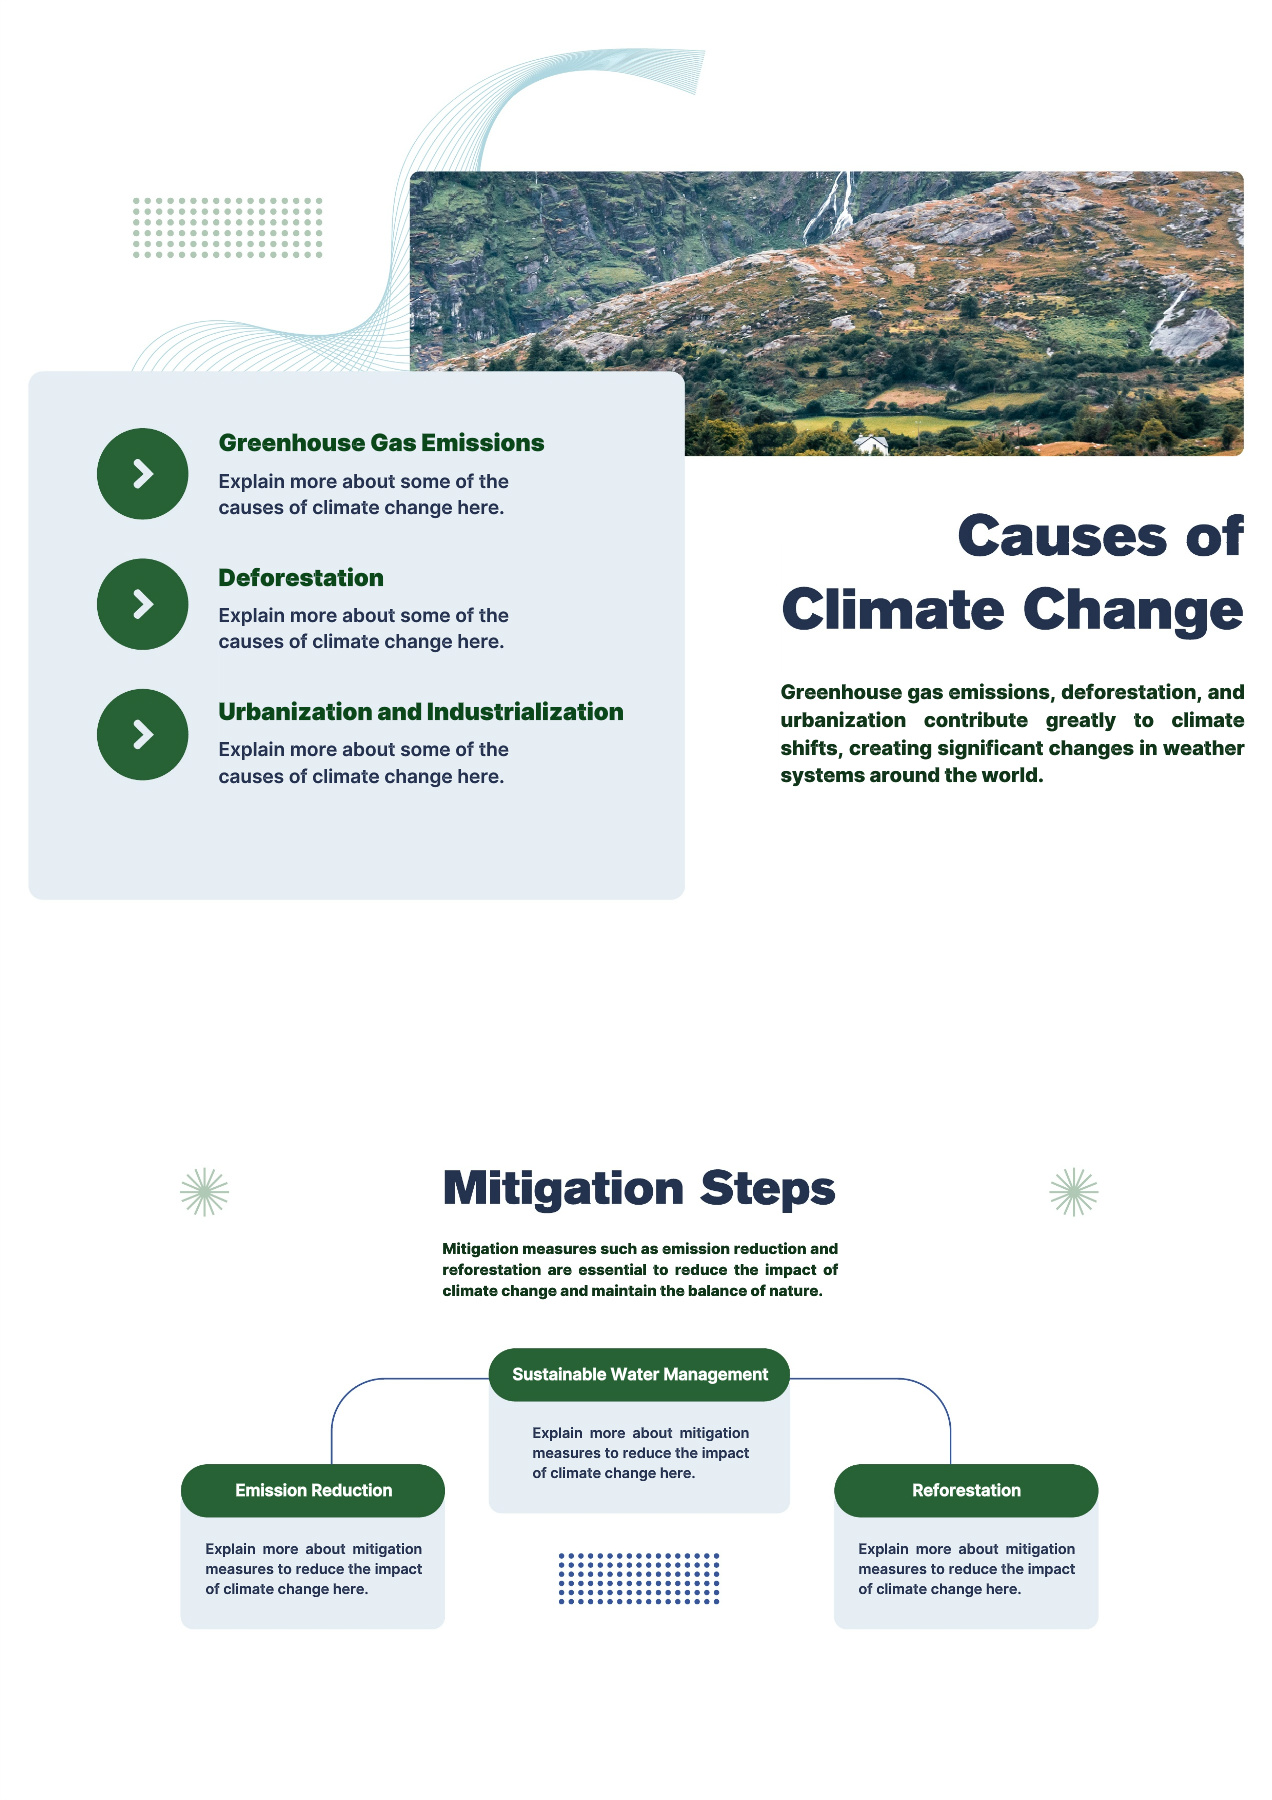 Greenhouse Gas Emissions
Explain more about some of the
causes of climate change here.
Deforestation
Explain more about some of the
causes of climate change here.
Urbanization and Industrialization
Explain more about some of the
causes of climate change here.
Causes of
Climate Change
Greenhouse gas emissions, deforestation, and
urbanization contribute greatly to climate
shifts, creating significant changes in weather
systems around the world.
Mitigation Steps
Mitigation measures such as emission reduction and
reforestation are essential to reduce the impact of
climate change and maintain the balance of nature.
Sustainable Water Management
Explain more about mitigation
measures to reduce the impact
of climate change here.
Emission Reduction
Explain more about mitigation
measures to reduce the impact
of climate change here.
Reforestation
Explain more about mitigation
measures to reduce the impact
of climate change here.